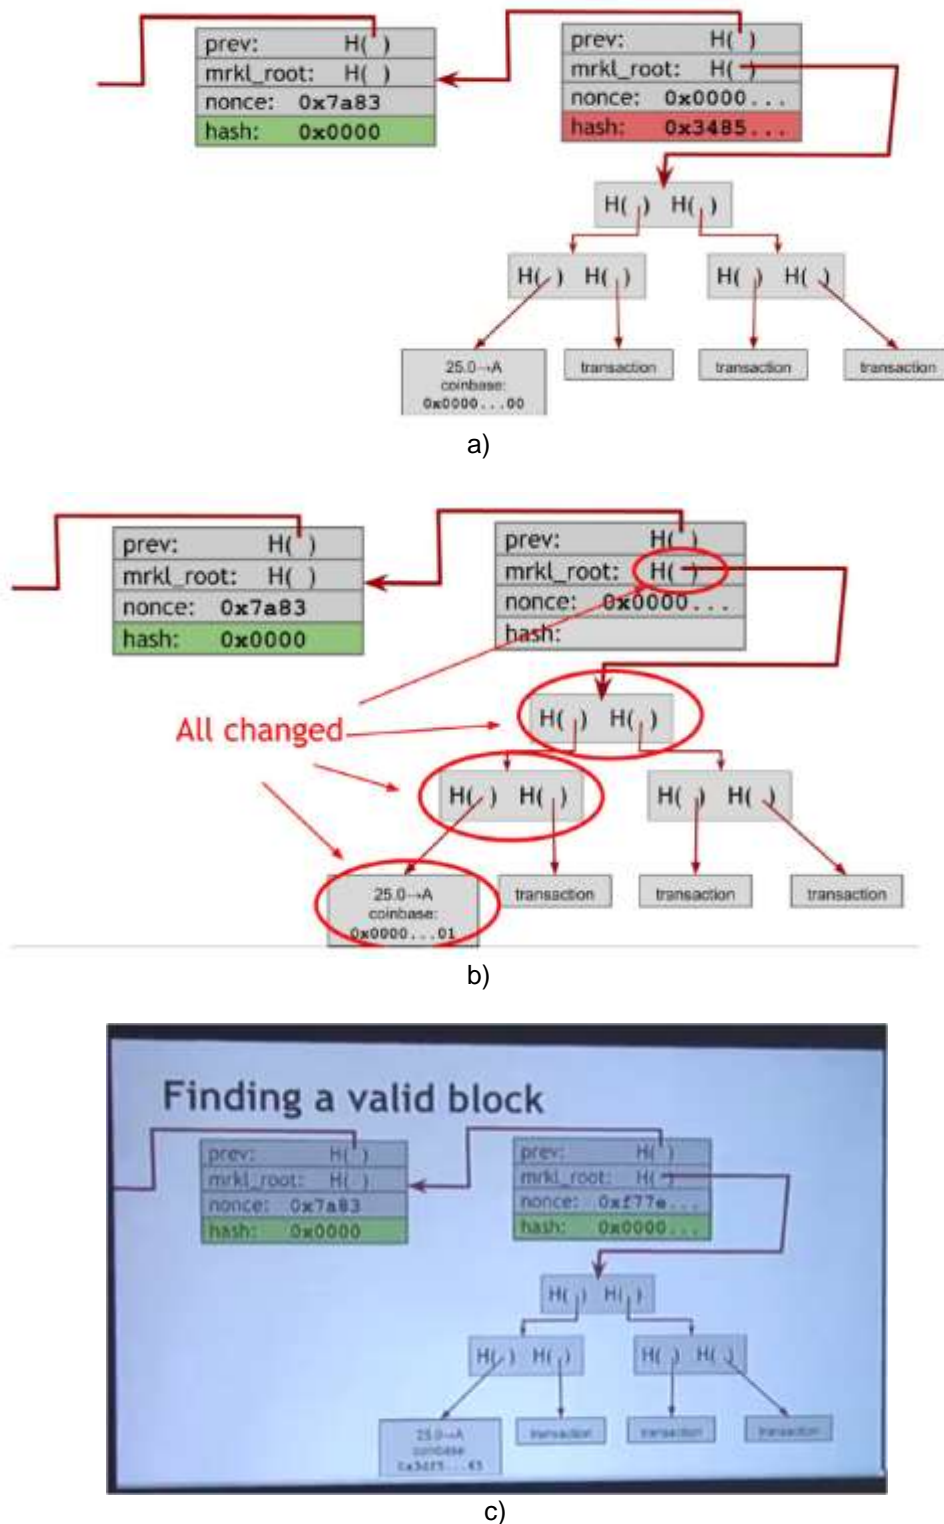 prev: H( )
mrkl_root: H( )
nonce: 0x7a83
hash: 0x0000
prev: H( )
mrkl_root: H( )
nonce: 0x0000...
hash: 0x3485...
H( ) H( )
H( ) H( )
H( ) H( )
25.0→A
coinbase:
0x0000...00
transaction
transaction
transaction
a)
prev: H( )
mrkl_root: H( )
nonce: 0x7a83
hash: 0x0000
prev: H( )
mrkl_root: H( )
nonce: 0x0000...
hash:
All changed
H( ) H( )
H( ) H( )
H( ) H( )
25.0→A
coinbase:
0x0000...01
transaction
transaction
transaction
b)
Finding a valid block
prev: H( )
mrkl_root: H( )
nonce: 0x7a83
hash: 0x0000
prev: H( )
mrkl_root: H( )
nonce: 0xf77e...
hash: 0x0000...
H( ) H( )
H( ) H( )
H( ) H( )
25.0→A
coinbase
transaction
transaction
transaction
c)